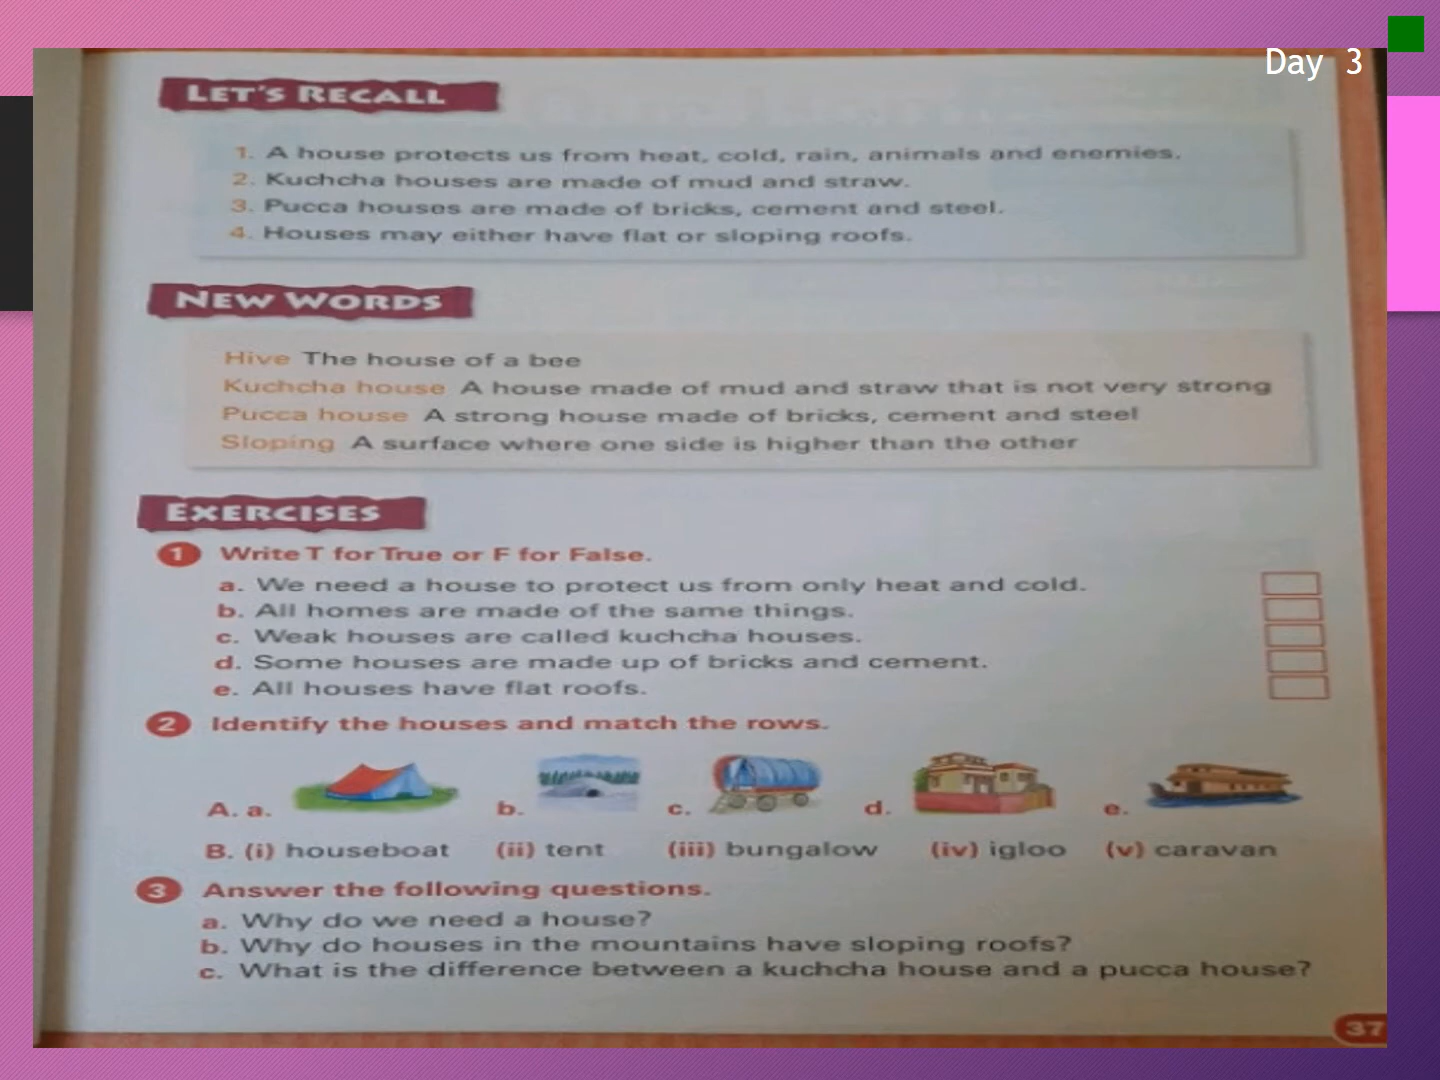 Day 3
LET'S RECALL
1. A house protects us from heat, cold, rain, animals and enemies.
2. Kuchcha houses are made of mud and straw.
3. Pucca houses are made of bricks, cement and steel.
4. Houses may either have flat or sloping roofs.
NEW WORDS
Hive The house of a bee
Kuchcha house A house made of mud and straw that is not very strong
Pucca house A strong house made of bricks, cement and steel
Sloping A surface where one side is higher than the other
EXERCISES
1 Write T for True or F for False.
a. We need a house to protect us from only heat and cold.
b. All homes are made of the same things.
c. Weak houses are called kuchcha houses.
d. Some houses are made up of bricks and cement.
e. All houses have flat roofs.
2 Identify the houses and match the rows.
A. a. b. c. d. e.
B. (i) houseboat (ii) tent (iii) bungalow (iv) igloo (v) caravan
3 Answer the following questions.
a. Why do we need a house?
b. Why do houses in the mountains have sloping roofs?
c. What is the difference between a kuchcha house and a pucca house?
37